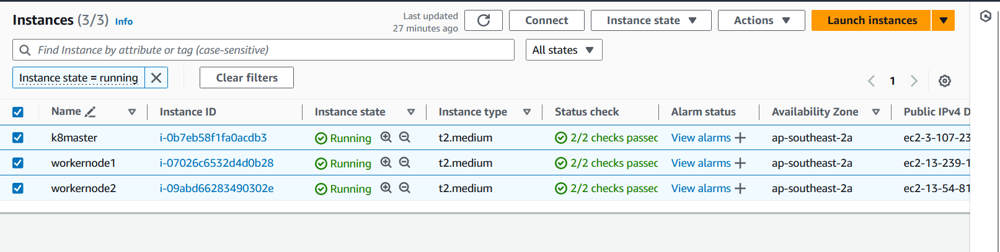 Instances (3/3) Info
Last updated
27 minutes ago
Connect
Instance state
Actions
Launch instances
Find Instance by attribute or tag (case-sensitive)
All states
Instance state = running
Clear filters
1
Name Instance ID Instance state Instance type Status check Alarm status Availability Zone Public IPv4 D
k8master i-0b7eb58f1fa0acdb3 Running t2.medium 2/2 checks passec View alarms ap-southeast-2a ec2-3-107-23
workernode1 i-07026c6532d4d0b28 Running t2.medium 2/2 checks passec View alarms ap-southeast-2a ec2-13-239-1
workernode2 i-09abd66283490302e Running t2.medium 2/2 checks passec View alarms ap-southeast-2a ec2-13-54-81